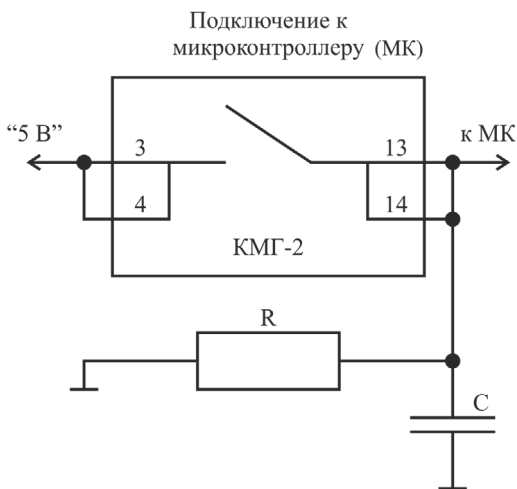 Подключение к
микроконтроллеру (МК)
“5 В”
3
13
к МК
4
14
КМГ-2
R
C